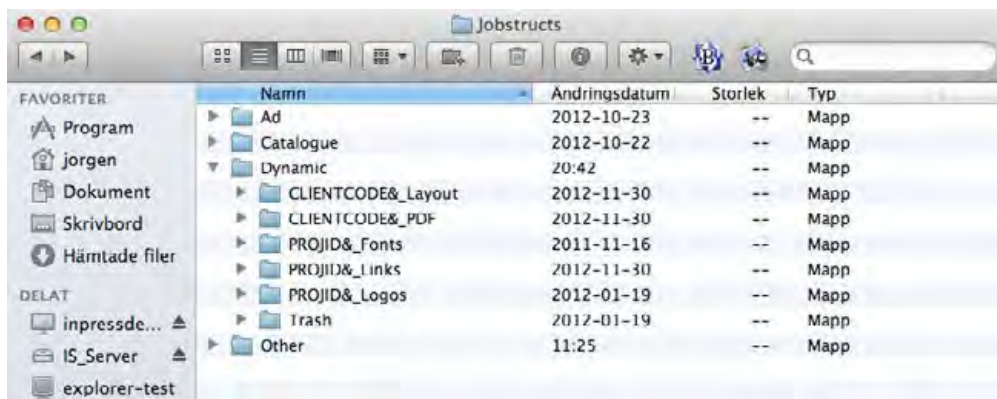 Jobstructs
FAVORITER
Program
jorgen
Dokument
Skrivbord
Hämtade filer
DELAT
inpressde...
IS_Server
explorer-test
Namn Ändringsdatum Storlek Typ
Ad 2012-10-23 -- Mapp
Catalogue 2012-10-22 -- Mapp
Dynamic 20:42 -- Mapp
CLIENTCODE&_Layout 2012-11-30 -- Mapp
CLIENTCODE&_PDF 2012-11-30 -- Mapp
PROJID&_Fonts 2011-11-16 -- Mapp
PROJID&_Links 2012-11-30 -- Mapp
PROJID&_Logos 2012-01-19 -- Mapp
Trash 2012-01-19 -- Mapp
Other 11:25 -- Mapp